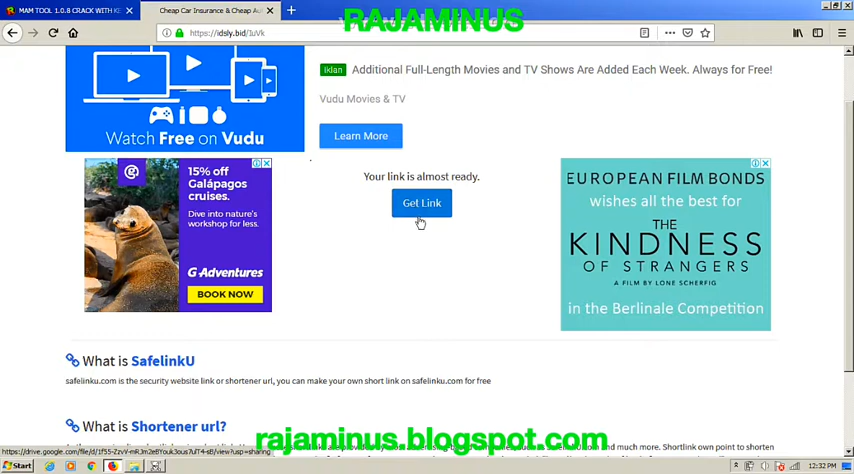 MAM TOOL 1.0.8 CRACK WITH KE
Cheap Car Insurance & Cheap Au
RAJAMINUS
https://idsly.bid/JuVk
Iklan Additional Full-Length Movies and TV Shows Are Added Each Week. Always for Free!
Vudu Movies & TV
Learn More
Watch Free on Vudu
15% off
Galápagos
cruises.
Dive into nature's
workshop for less.
G Adventures
BOOK NOW
Your link is almost ready.
Get Link
EUROPEAN FILM BONDS
wishes all the best for
THE
KINDNESS
OF STRANGERS
A FILM BY LONE SCHERFIG
in the Berlinale Competition
What is SafelinkU
safelinku.com is the security website link or shortener url, you can make your own short link on safelinku.com for free
What is Shortener url?
rajaminus.blogspot.com
and much more. Shortlink own point to shorten
Start
12:32 PM